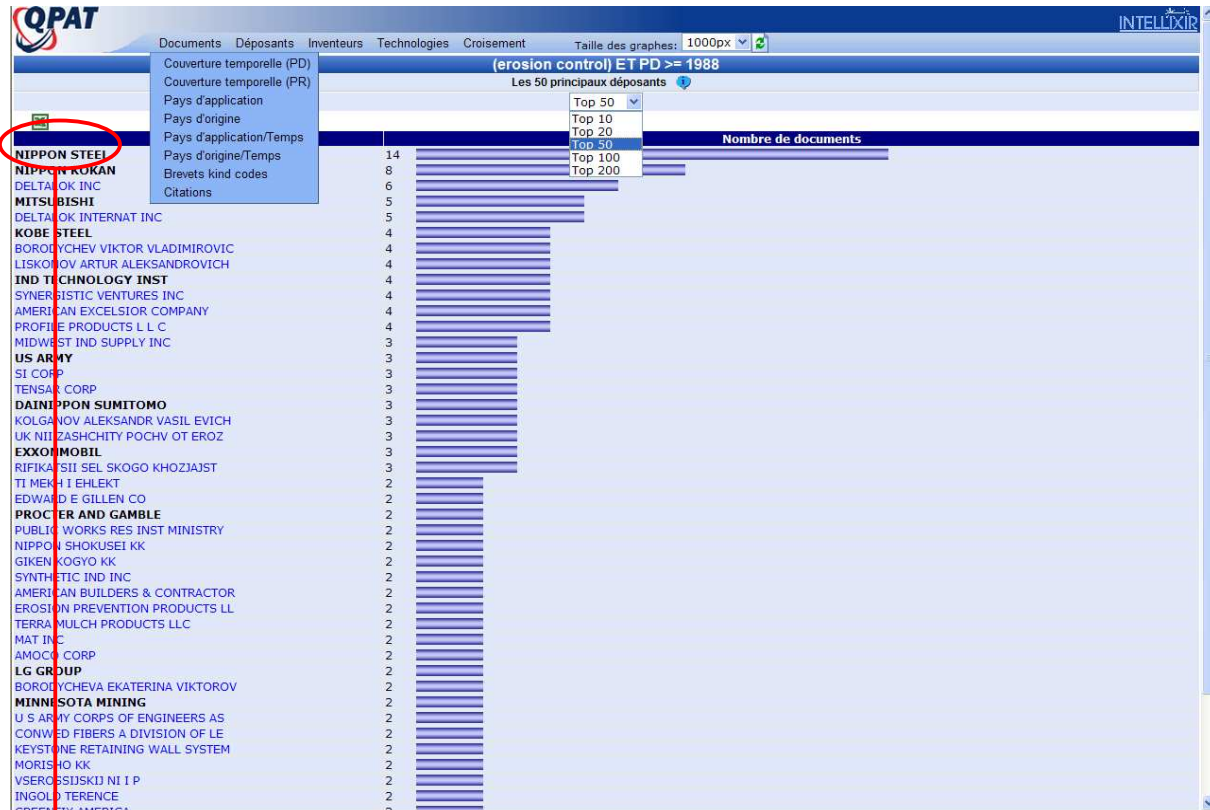 QPAT
INTELLIXIR
Documents Déposants Inventeurs Technologies Croisement Taille des graphes: 1000px
Couverture temporelle (PD)
(erosion control) ET PD >= 1988
Couverture temporelle (PR)
Les 50 principaux déposants
Pays d'application
Top 50
Pays d'origine
Top 10
Top 20
Pays d'application/Temps
Nombre de documents
Top 50
Pays d'origine/Temps
Top 100
Brevets kind codes
Top 200
Citations
NIPPON STEEL 14
NIPPON KOKAN 8
DELTALOK INC 6
MITSUBISHI 5
DELTALOK INTERNAT INC 5
KOBE STEEL 4
BORODYCHEV VIKTOR VLADIMIROVIC 4
LISKONOV ARTUR ALEKSANDROVICH 4
IND TECHNOLOGY INST 4
SYNERGISTIC VENTURES INC 4
AMERICAN EXCELSIOR COMPANY 4
PROFILE PRODUCTS L L C 4
MIDWEST IND SUPPLY INC 3
US ARMY 3
SI CORP 3
TENSAR CORP 3
DAINIPPON SUMITOMO 3
KOLGANOV ALEKSANDR VASIL EVICH 3
UK NII ZASHCHITY POCHV OT EROZ 3
EXXONMOBIL 3
RIFIKATSII SEL SKOGO KHOZJAJST 3
TI MEKH I EHLEKT 2
EDWARD E GILLEN CO 2
PROCTER AND GAMBLE 2
PUBLIC WORKS RES INST MINISTRY 2
NIPPON SHOKUSEI KK 2
GIKEN KOGYO KK 2
SYNTHETIC IND INC 2
AMERICAN BUILDERS & CONTRACTOR 2
EROSION PREVENTION PRODUCTS LL 2
TERRA MULCH PRODUCTS LLC 2
MAT INC 2
AMOCO CORP 2
LG GROUP 2
BORODYCHEVA EKATERINA VIKTOROV 2
MINNESOTA MINING 2
U S ARMY CORPS OF ENGINEERS AS 2
CONWED FIBERS A DIVISION OF LE 2
KEYSTONE RETAINING WALL SYSTEM 2
MORISHO KK 2
VSEROSSIJSKIJ NI I P 2
INGOLD TERENCE 2